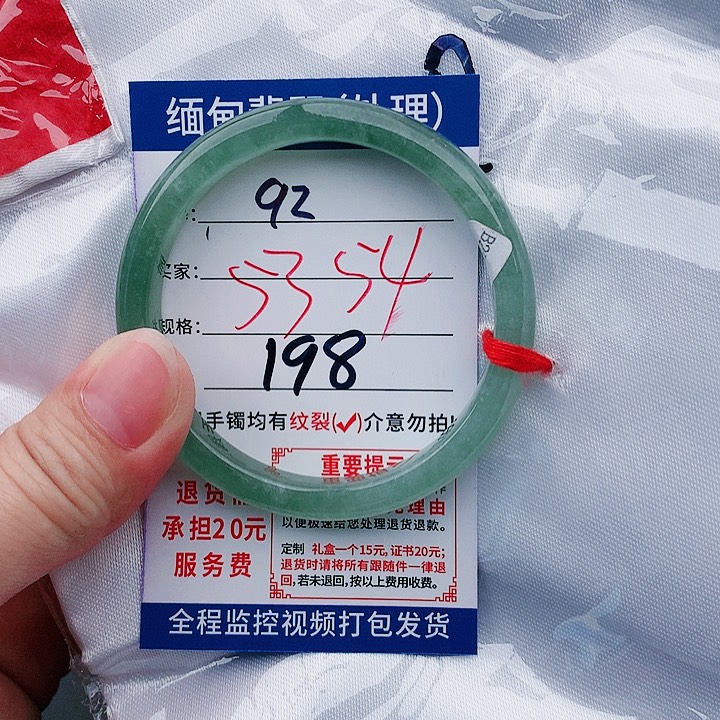 缅甸翡翠(处理)
92
卖家: 53 54
规格:
198
手镯均有纹裂(✓)介意勿拍!
重要提示
退货
理由
承担20元
以便极速给您处理退货退款。
服务费
定制 礼盒一个15元,证书20元;
退货时请将所有跟随件一律退
回,若未退回,按以上费用收费。
全程监控视频打包发货